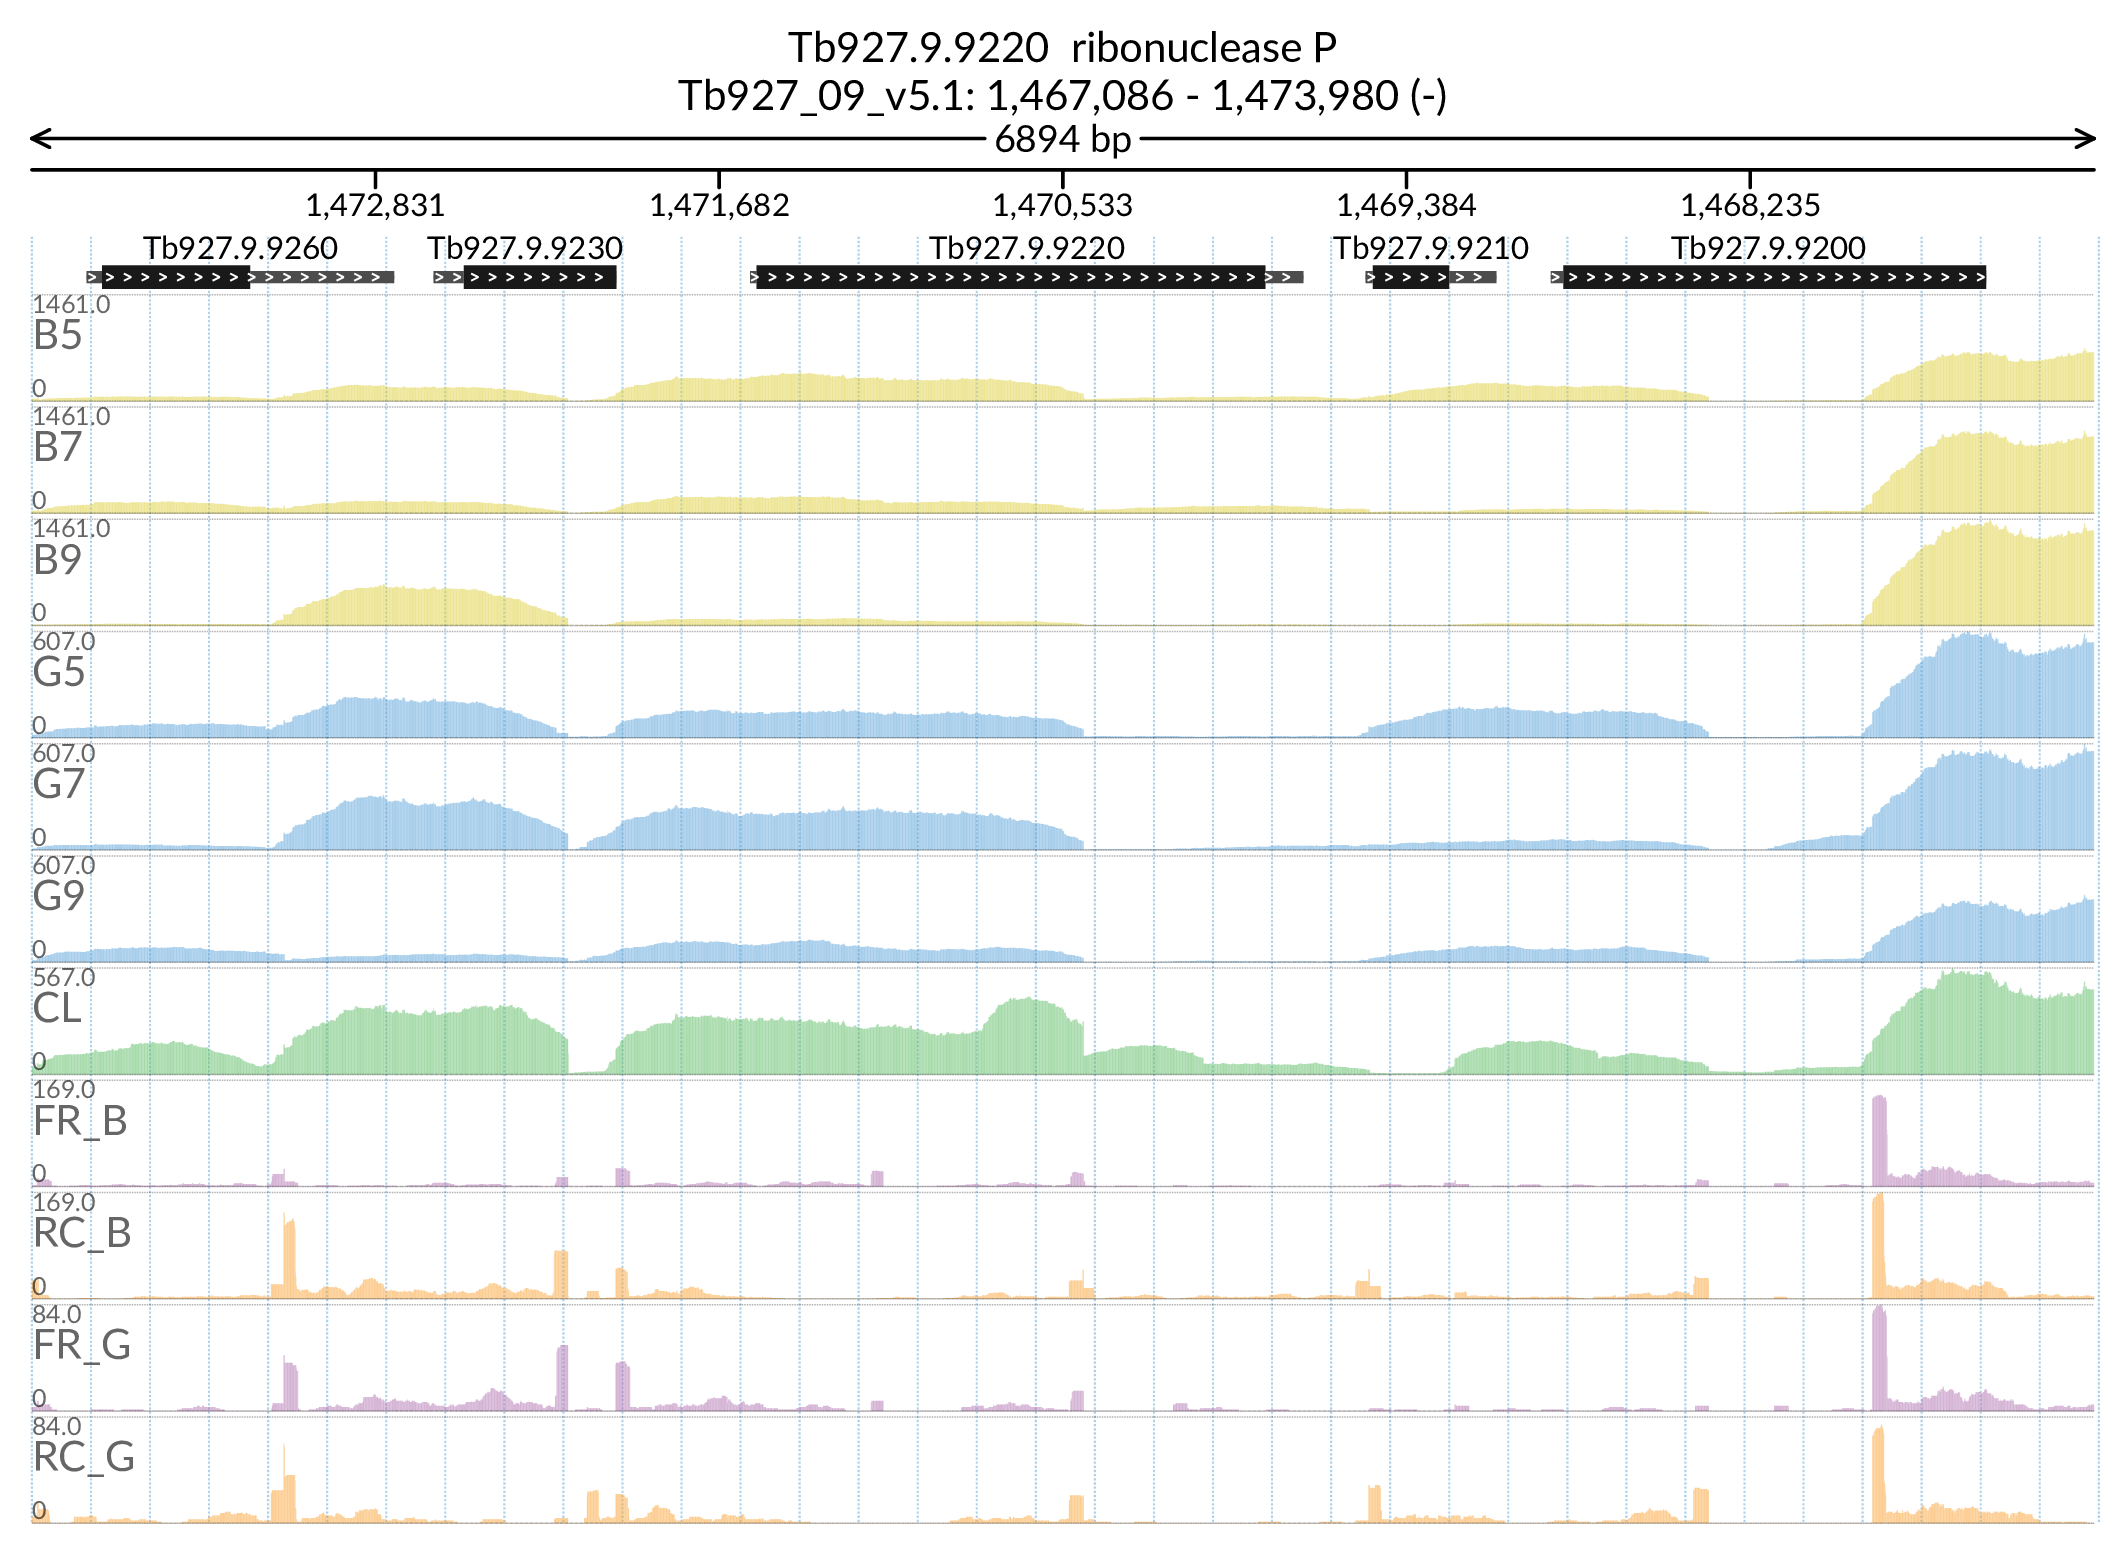 Tb927.9.9220 ribonuclease P
Tb927_09_v5.1: 1,467,086 - 1,473,980 (-)
6894 bp
1,472,831 1,471,682 1,470,533 1,469,384 1,468,235
Tb927.9.9260 Tb927.9.9230 Tb927.9.9220 Tb927.9.9210 Tb927.9.9200
1461.0
B5
0
1461.0
B7
0
1461.0
B9
0
607.0
G5
0
607.0
G7
0
607.0
G9
0
567.0
CL
0
169.0
FR_B
0
169.0
RC_B
0
84.0
FR_G
0
84.0
RC_G
0